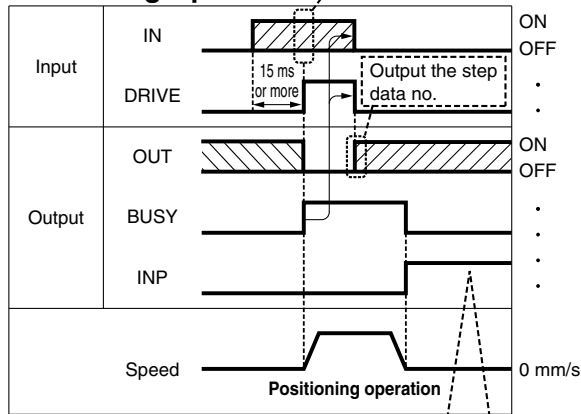 IN
ON
OFF
Input
15 ms
or more
Output the step
data no.
DRIVE
OUT
ON
OFF
Output
BUSY
INP
Speed
0 mm/s
Positioning operation